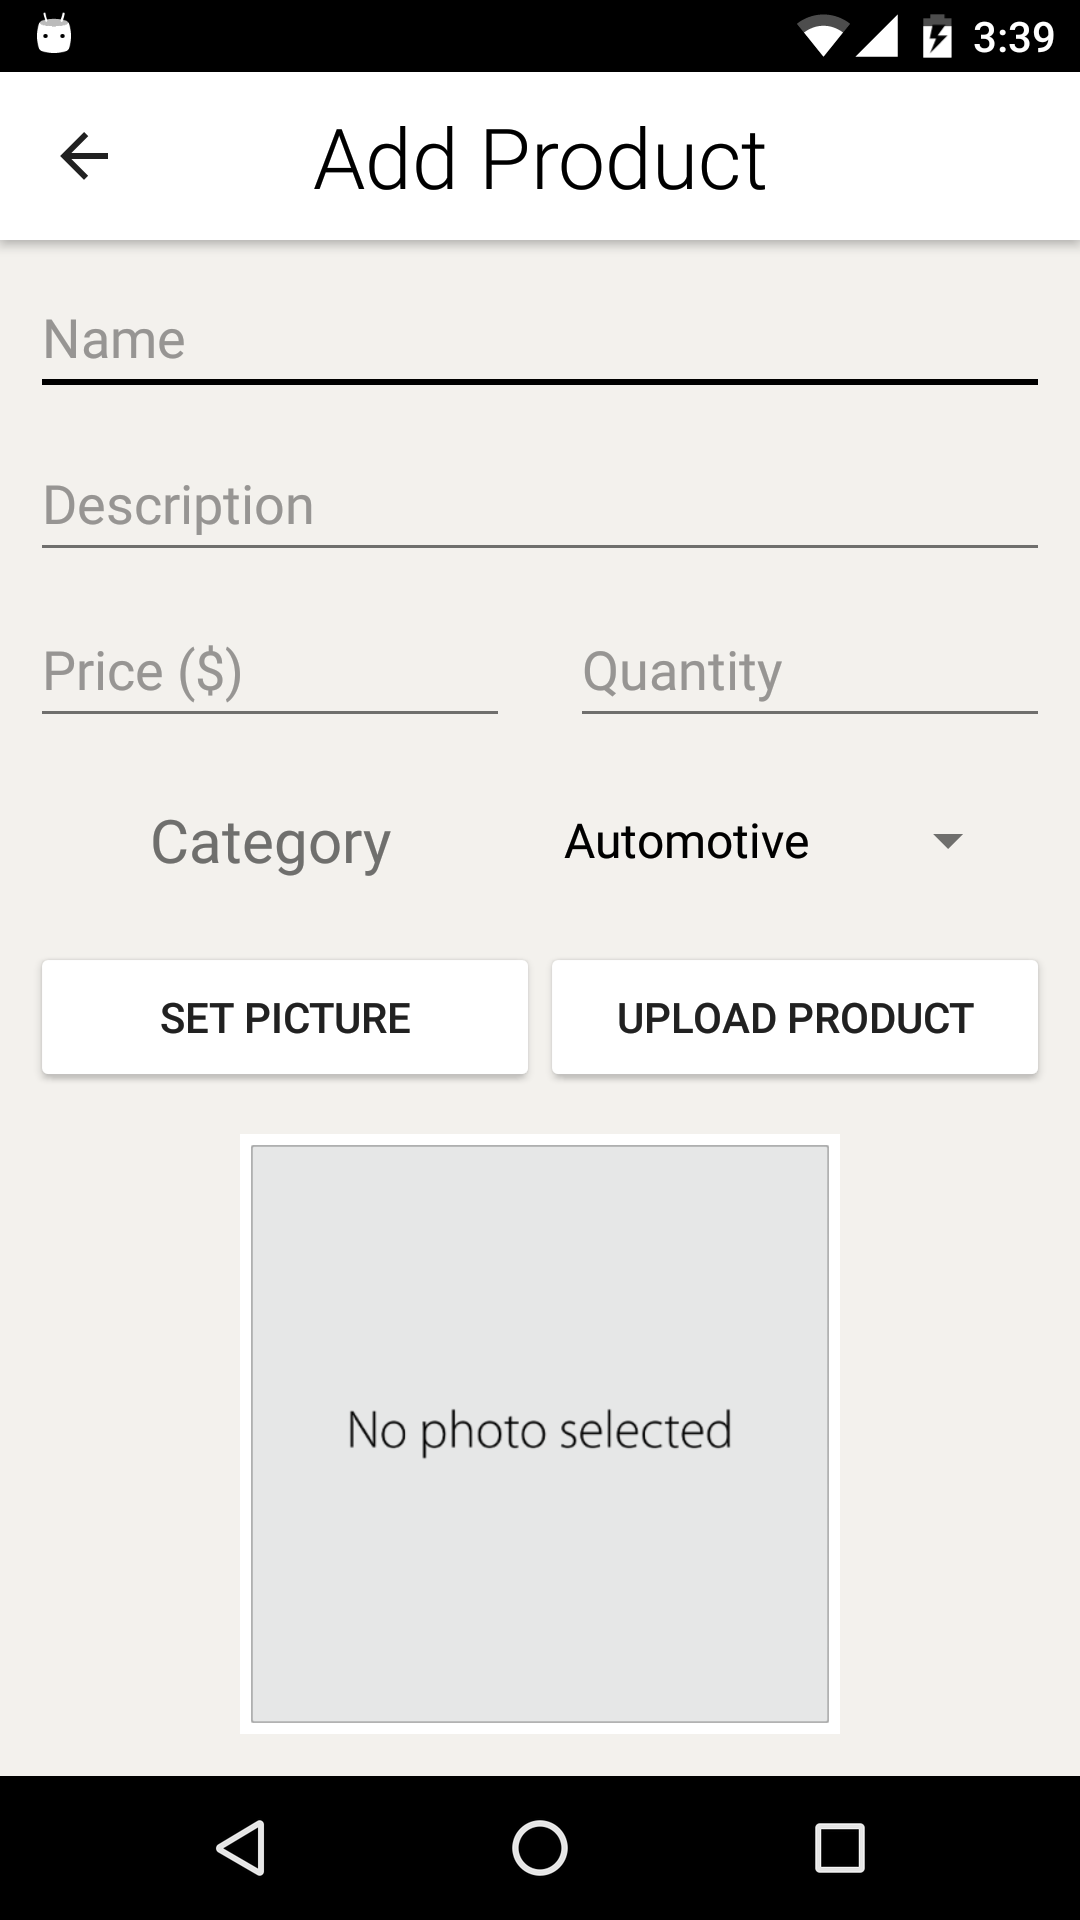 3:39
Add Product
Name
Description
Price ($) Quantity
Category Automotive
SET PICTURE UPLOAD PRODUCT
No photo selected